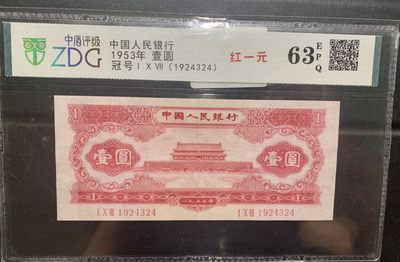 中盾评级
ZDG
中国人民银行
1953年 壹圆
冠号 I X VII (1924324)
红一元
63
EPQ
中國人民銀行
壹圓
壹圓
一九五三年
I X VII 1924324
I X VII 1924324